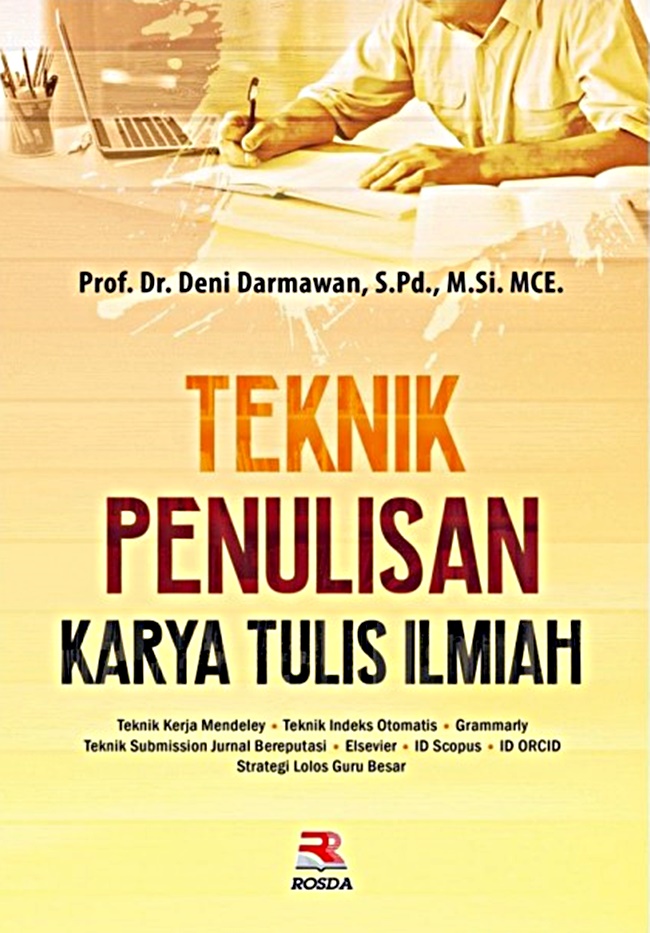 Prof. Dr. Deni Darmawan, S.Pd., M.Si. MCE.
TEKNIK
PENULISAN
KARYA TULIS ILMIAH
Teknik Kerja Mendeley • Teknik Indeks Otomatis • Grammarly
Teknik Submission Jurnal Bereputasi • Elsevier • ID Scopus • ID ORCID
Strategi Lolos Guru Besar
ROSDA